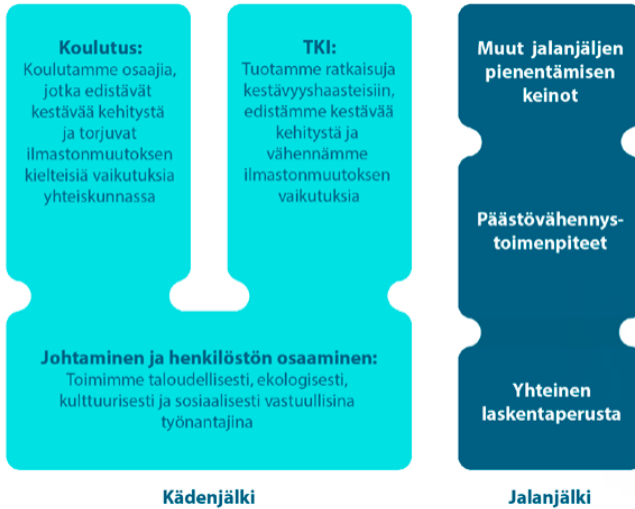 Koulutus:
Koulutamme osaajia,
jotka edistävät
kestävää kehitystä
ja torjuvat
ilmastonmuutoksen
kielteisiä vaikutuksia
yhteiskunnassa
TKI:
Tuotamme ratkaisuja
kestävyyshaasteisiin,
edistämme kestävää
kehitystä ja
vähennämme
ilmastonmuutoksen
vaikutuksia
Johtaminen ja henkilöstön osaaminen:
Toimimme taloudellisesti, ekologisesti,
kulttuurisesti ja sosiaalisesti vastuullisina
työnantajina
Kädenjälki
Muut jalanjäljen
pienentämisen
keinot
Päästövähennys-
toimenpiteet
Yhteinen
laskentaperusta
Jalanjälki